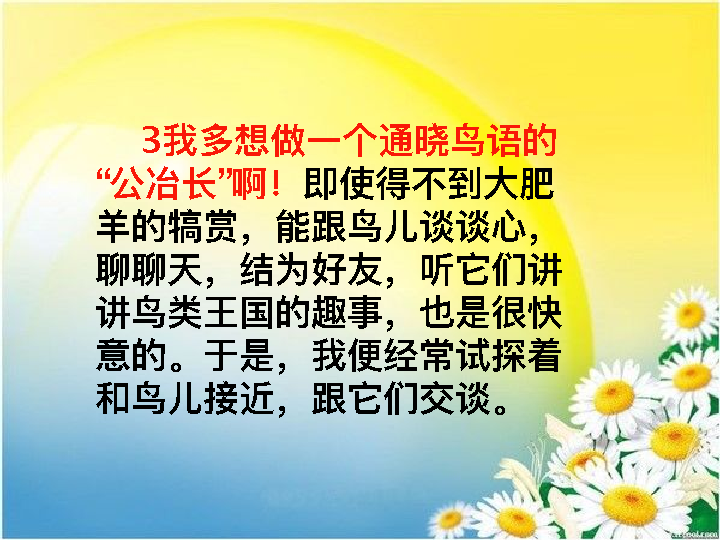 3我多想做一个通晓鸟语的
“公冶长”啊！即使得不到大肥
羊的犒赏，能跟鸟儿谈谈心，
聊聊天，结为好友，听它们讲
讲鸟类王国的趣事，也是很快
意的。于是，我便经常试探着
和鸟儿接近，跟它们交谈。